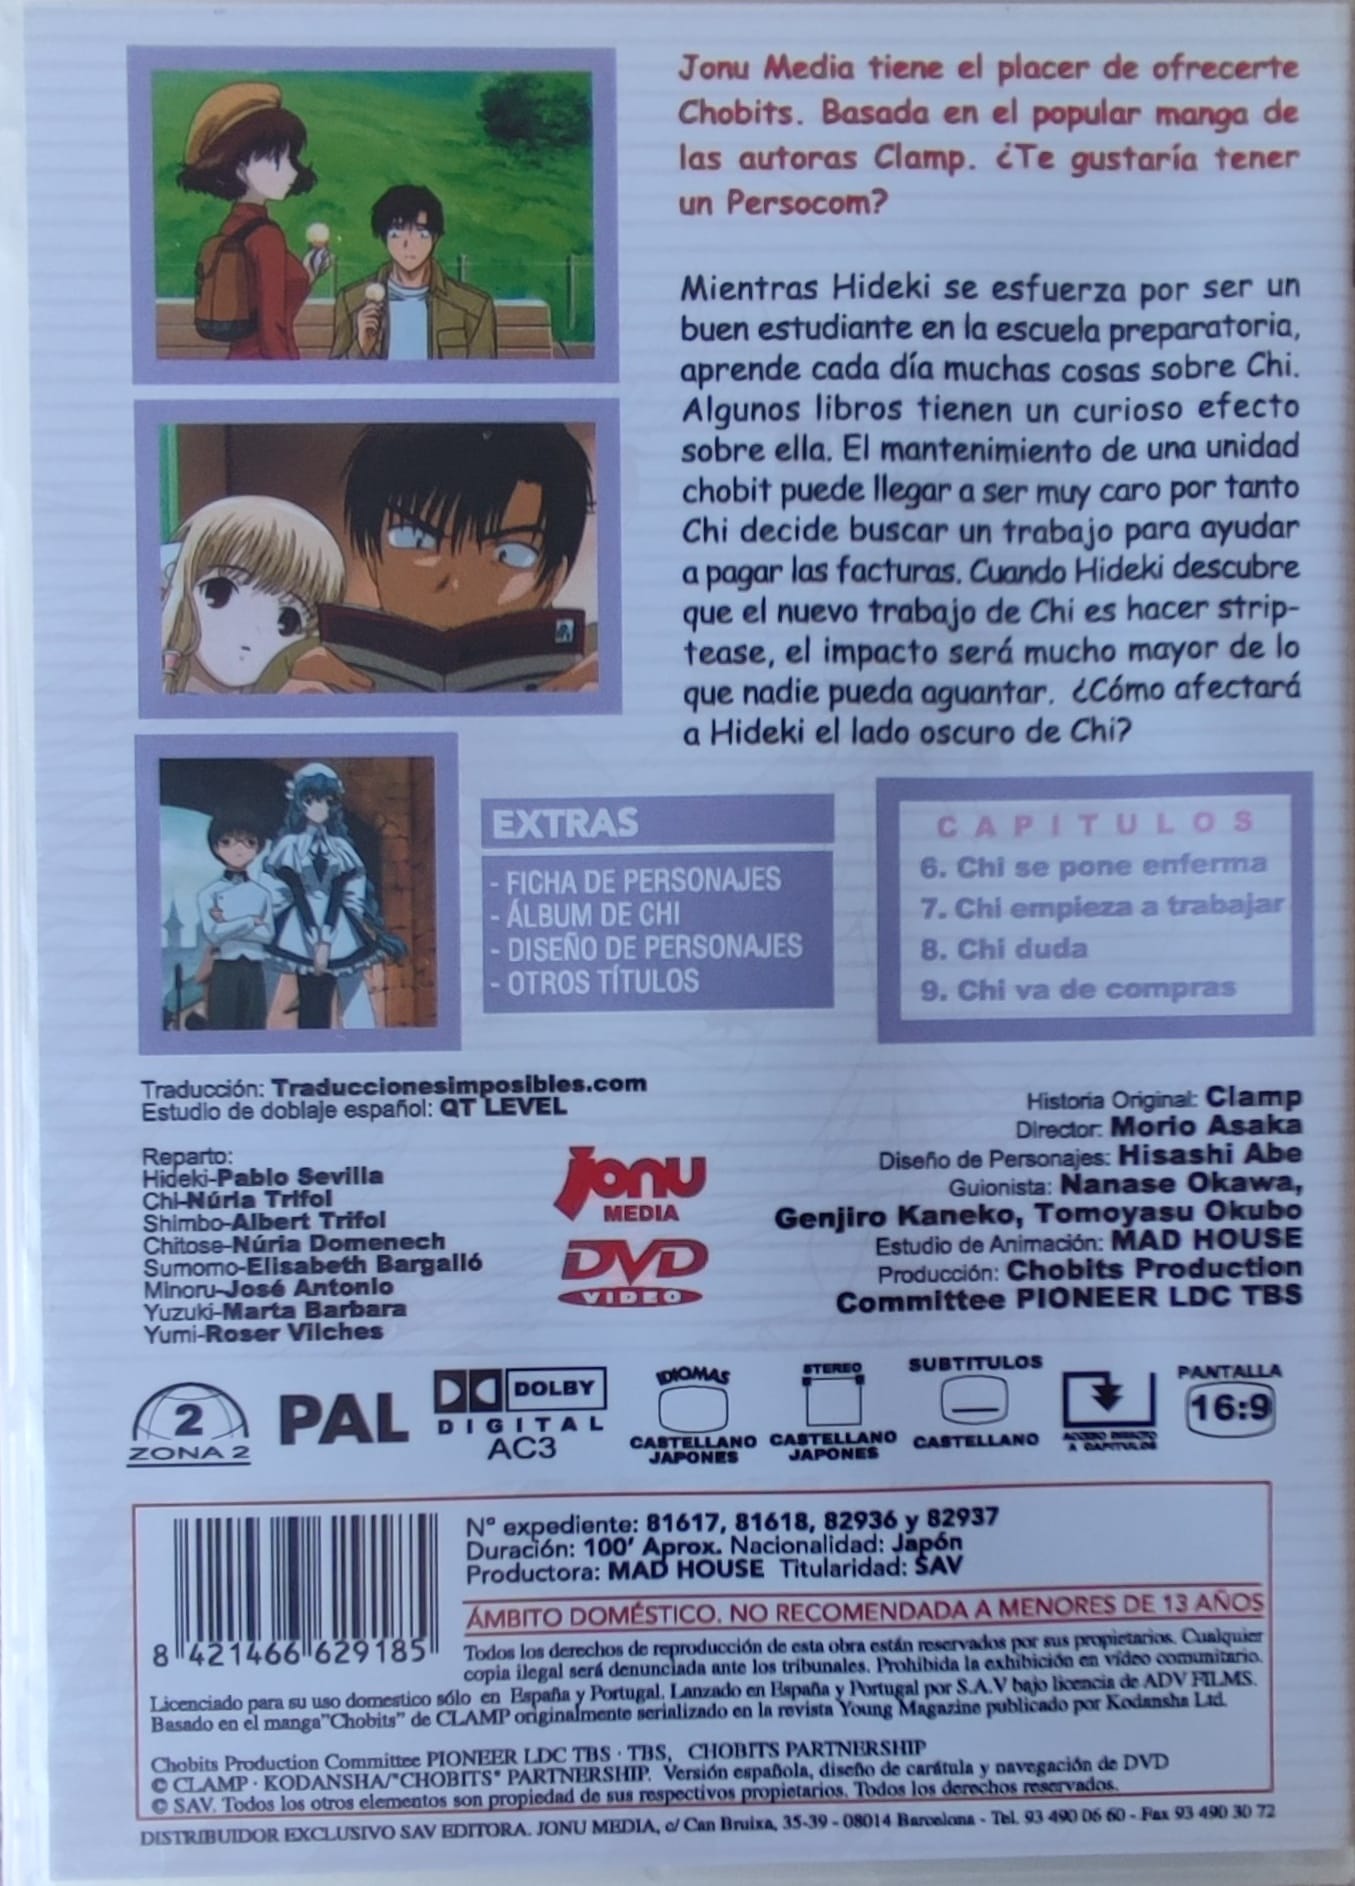 Jonu Media tiene el placer de ofrecerte
Chobits. Basada en el popular manga de
las autoras Clamp. ¿Te gustaría tener
un Persocom?
Mientras Hideki se esfuerza por ser un
buen estudiante en la escuela preparatoria,
aprende cada día muchas cosas sobre Chi.
Algunos libros tienen un curioso efecto
sobre ella. El mantenimiento de una unidad
chobit puede llegar a ser muy caro por tanto
Chi decide buscar un trabajo para ayudar
a pagar las facturas. Cuando Hideki descubre
que el nuevo trabajo de Chi es hacer strip-
tease, el impacto será mucho mayor de lo
que nadie pueda aguantar. ¿Cómo afectará
a Hideki el lado oscuro de Chi?
EXTRAS
- FICHA DE PERSONAJES
- ÁLBUM DE CHI
- DISEÑO DE PERSONAJES
- OTROS TÍTULOS
CAPÍTULOS
6. Chi se pone enferma
7. Chi empieza a trabajar
8. Chi duda
9. Chi va de compras
Traducción: Traduccionesimposibles.com
Estudio de doblaje español: QT LEVEL
Reparto:
Hideki-Pablo Sevilla
Chi-Núria Trifol
Shimbo-Albert Trifol
Chitose-Núria Domenech
Sumomo-Elisabeth Bargalló
Minoru-José Antonio
Yuzuki-Marta Barbara
Yumi-Roser Vilches
Jonu
MEDIA
DVD
VIDEO
Historia Original: Clamp
Director: Morio Asaka
Diseño de Personajes: Hisashi Abe
Guionista: Nanase Okawa,
Genjiro Kaneko, Tomoyasu Okubo
Estudio de Animación: MAD HOUSE
Producción: Chobits Production
Committee PIONEER LDC TBS
2
ZONA 2
PAL
DOLBY
DIGITAL
AC3
IDIOMAS
CASTELLANO
JAPONES
STEREO
CASTELLANO
JAPONES
SUBTITULOS
CASTELLANO
ACCESO DIRECTO
A CAPITULOS
PANTALLA
16:9
Nº expediente: 81617, 81618, 82936 y 82937
Duración: 100' Aprox. Nacionalidad: Japón
Productora: MAD HOUSE Titularidad: SAV
ÁMBITO DOMÉSTICO. NO RECOMENDADA A MENORES DE 13 AÑOS
8 421466 629185
Todos los derechos de reproducción de esta obra están reservados por sus propietarios. Cualquier
copia ilegal será denunciada ante los tribunales. Prohibida la exhibición en vídeo comunitario.
Licenciado para su uso domestico sólo en España y Portugal. Lanzado en España y Portugal por S.A.V bajo licencia de ADV FILMS.
Basado en el manga"Chobits" de CLAMP originalmente serializado en la revista Young Magazine publicado por Kodansha Ltd.
Chobits Production Committee PIONEER LDC TBS · TBS, CHOBITS PARTNERSHIP
© CLAMP · KODANSHA/"CHOBITS" PARTNERSHIP. Versión española, diseño de carátula y navegación de DVD
© SAV. Todos los otros elementos son propiedad de sus respectivos propietarios. Todos los derechos reservados.
DISTRIBUIDOR EXCLUSIVO SAV EDITORA. JONU MEDIA, c/ Can Bruixa, 35-39 - 08014 Barcelona - Tel. 93 490 06 60 - Fax 93 490 30 72